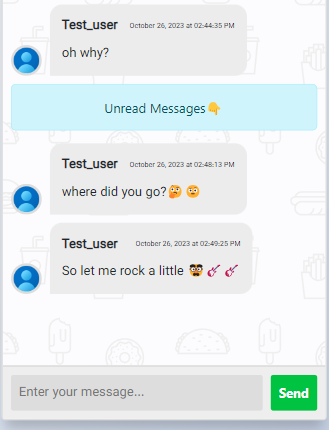 Test_user October 26, 2023 at 02:44:35 PM
oh why?
Unread Messages👇
Test_user October 26, 2023 at 02:48:13 PM
where did you go?🤔 🙄
Test_user October 26, 2023 at 02:49:25 PM
So let me rock a little 🥸🎸🎸
Enter your message...
Send